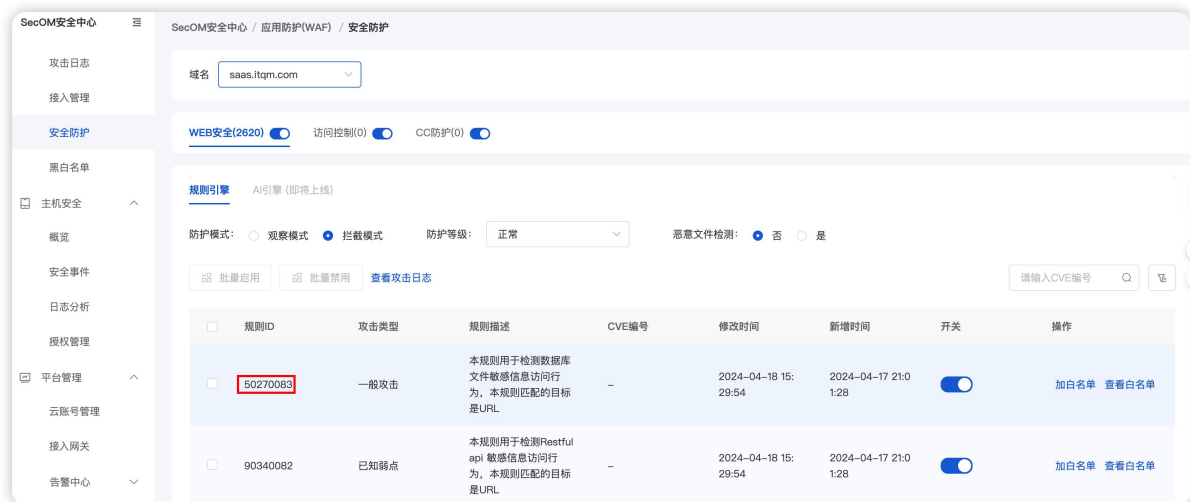 SecOM安全中心
攻击日志
接入管理
安全防护
黑白名单
主机安全
概览
安全事件
日志分析
授权管理
平台管理
云账号管理
接入网关
告警中心
SecOM安全中心 / 应用防护(WAF) / 安全防护
域名 saas.itqm.com
WEB安全(2620) 访问控制(0) CC防护(0)
规则引擎 AI引擎 (即将上线)
防护模式: 观察模式 拦截模式 防护等级: 正常 恶意文件检测: 否 是
批量启用 批量禁用 查看攻击日志 请输入CVE编号
规则ID 攻击类型 规则描述 CVE编号 修改时间 新增时间 开关 操作
本规则用于检测数据库
文件敏感信息访问行
为，本规则匹配的目标
是URL
50270083 一般攻击 – 2024-04-18 15: 2024-04-17 21:0 加白名单 查看白名单
29:54 1:28
本规则用于检测Restful
api 敏感信息访问行
为，本规则匹配的目标
是URL
90340082 已知弱点 – 2024-04-18 15: 2024-04-17 21:0 加白名单 查看白名单
29:54 1:28